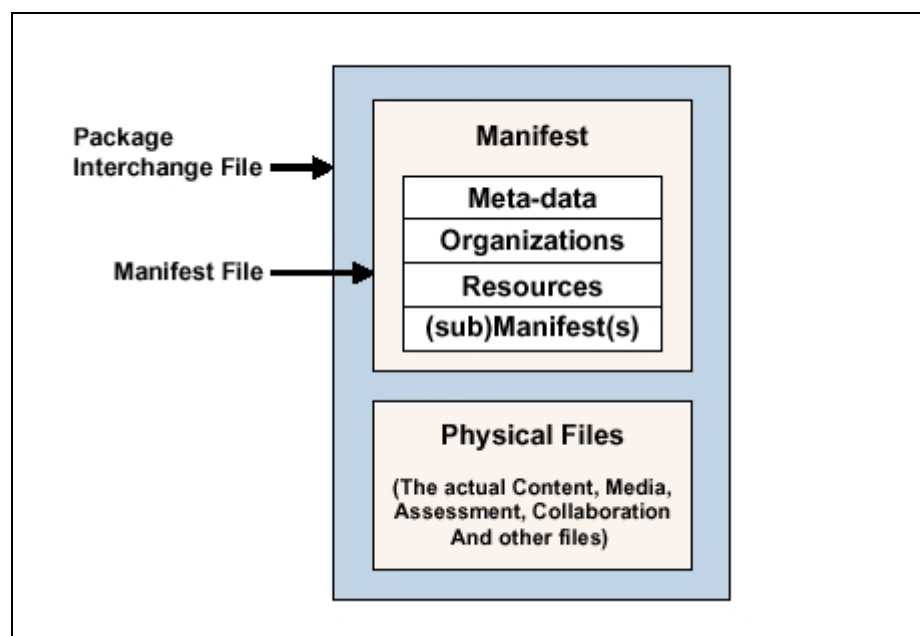 Package
Interchange File
Manifest File
Manifest
Meta-data
Organizations
Resources
(sub)Manifest(s)
Physical Files
(The actual Content, Media,
Assessment, Collaboration
And other files)